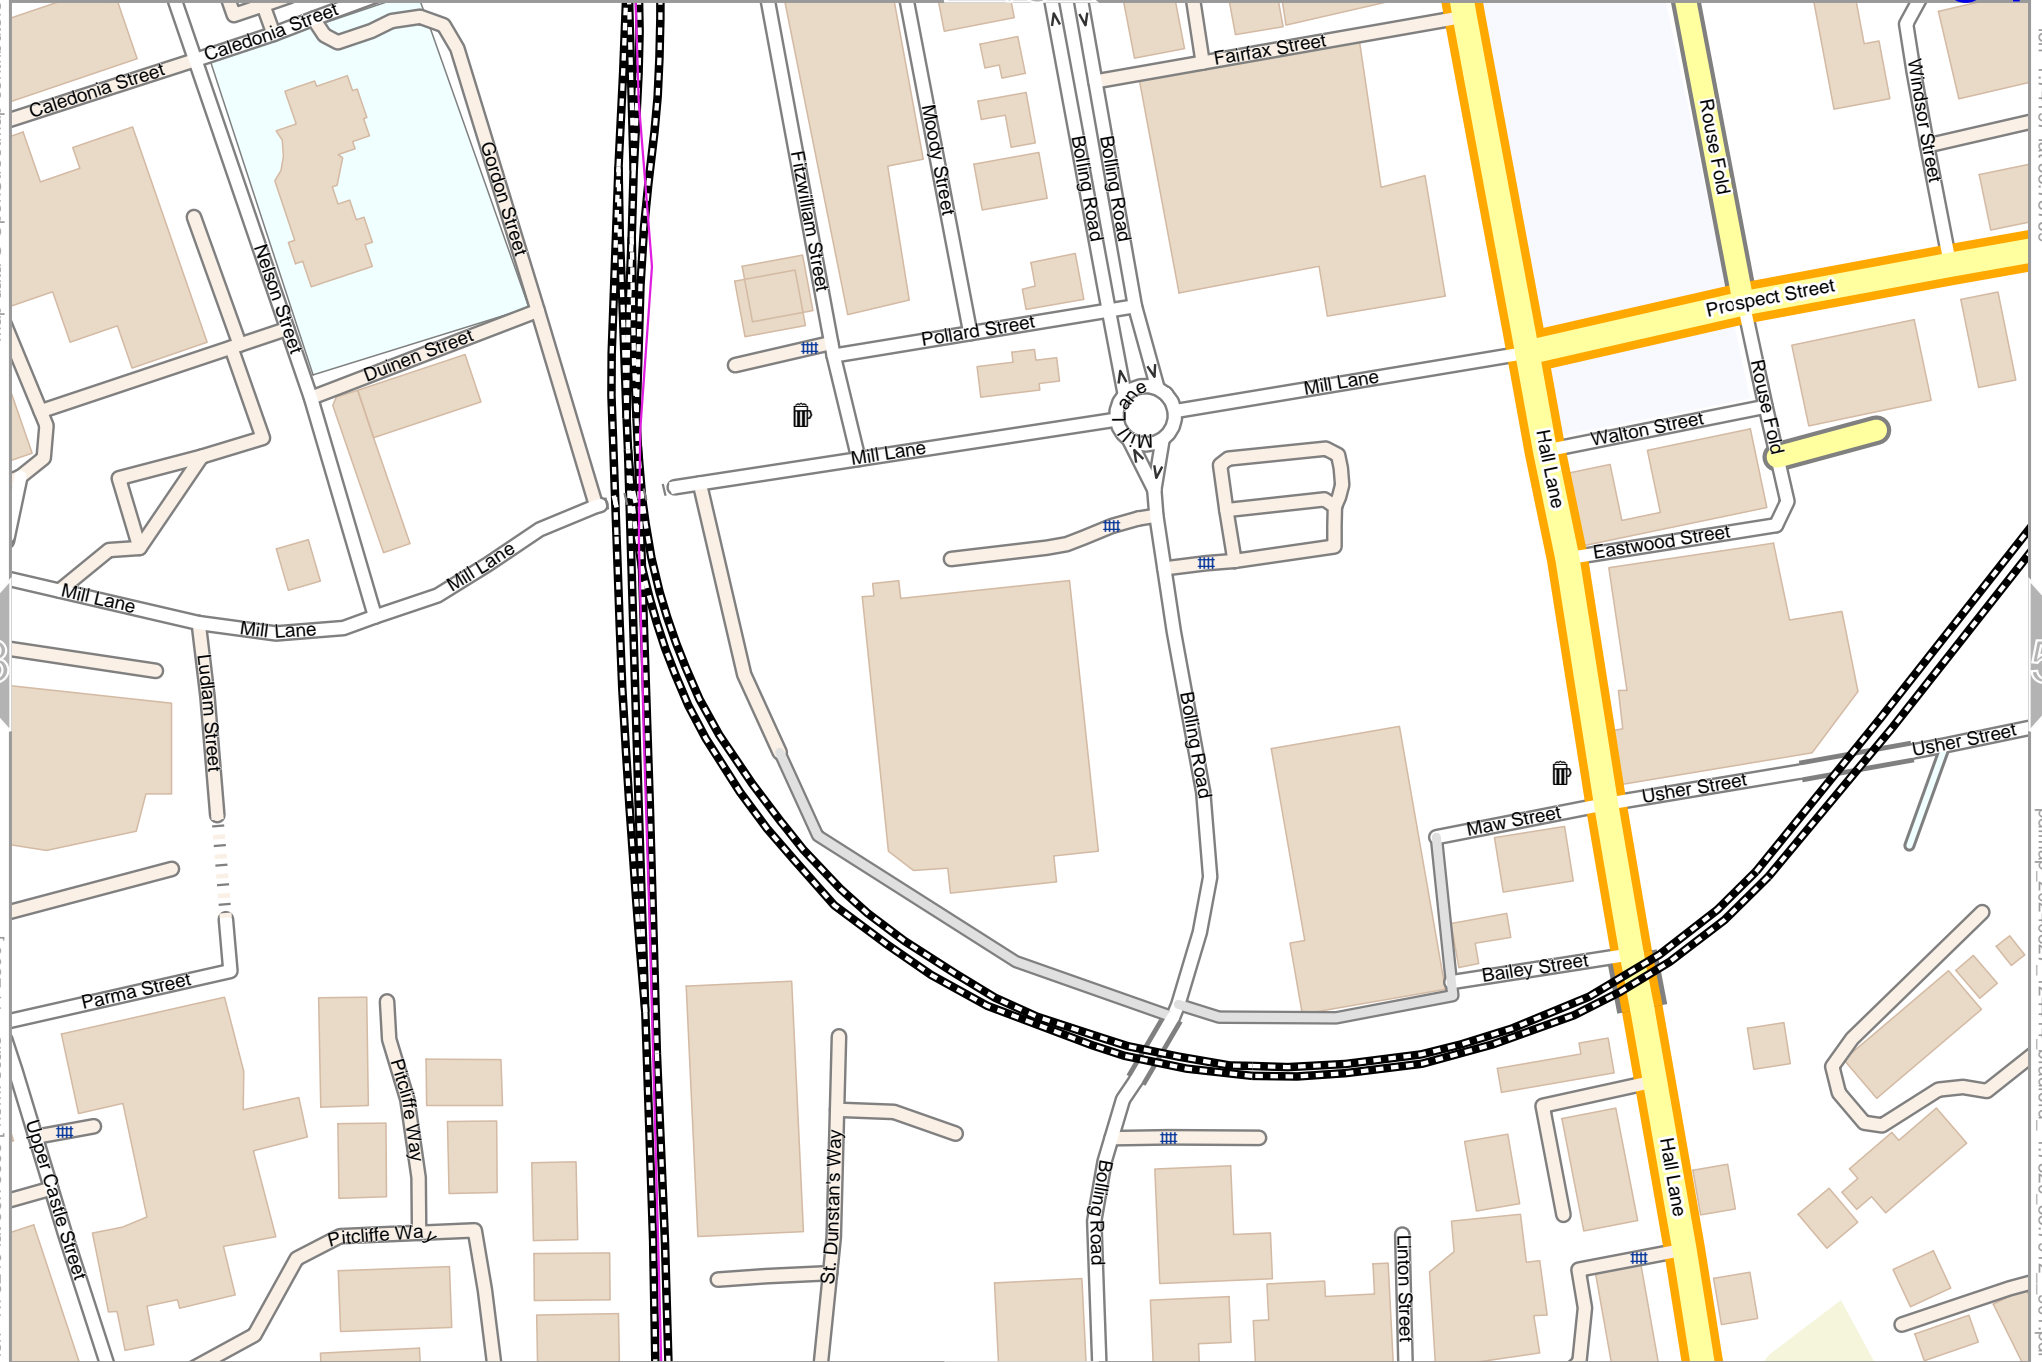 Caledonia Street
Caledonia Street
Fairfax Street
Windsor Street
Rouse Fold
Moody Street
Bolling Road
Bolling Road
Gordon Street
Fitzwilliam Street
Nelson Street
Prospect Street
Pollard Street
Duinen Street
Mill Lane
Mill Lane
Rouse Fold
Walton Street
Mill Lane
Hall Lane
Eastwood Street
Mill Lane
Mill Lane
Mill Lane
Ludlam Street
Bolling Road
Usher Street
Usher Street
Maw Street
Bailey Street
Parma Street
Pitcliffe Way
Upper Castle Street
St. Dunstan's Way
Bolling Road
Hall Lane
Pitcliffe Way
Linton Street